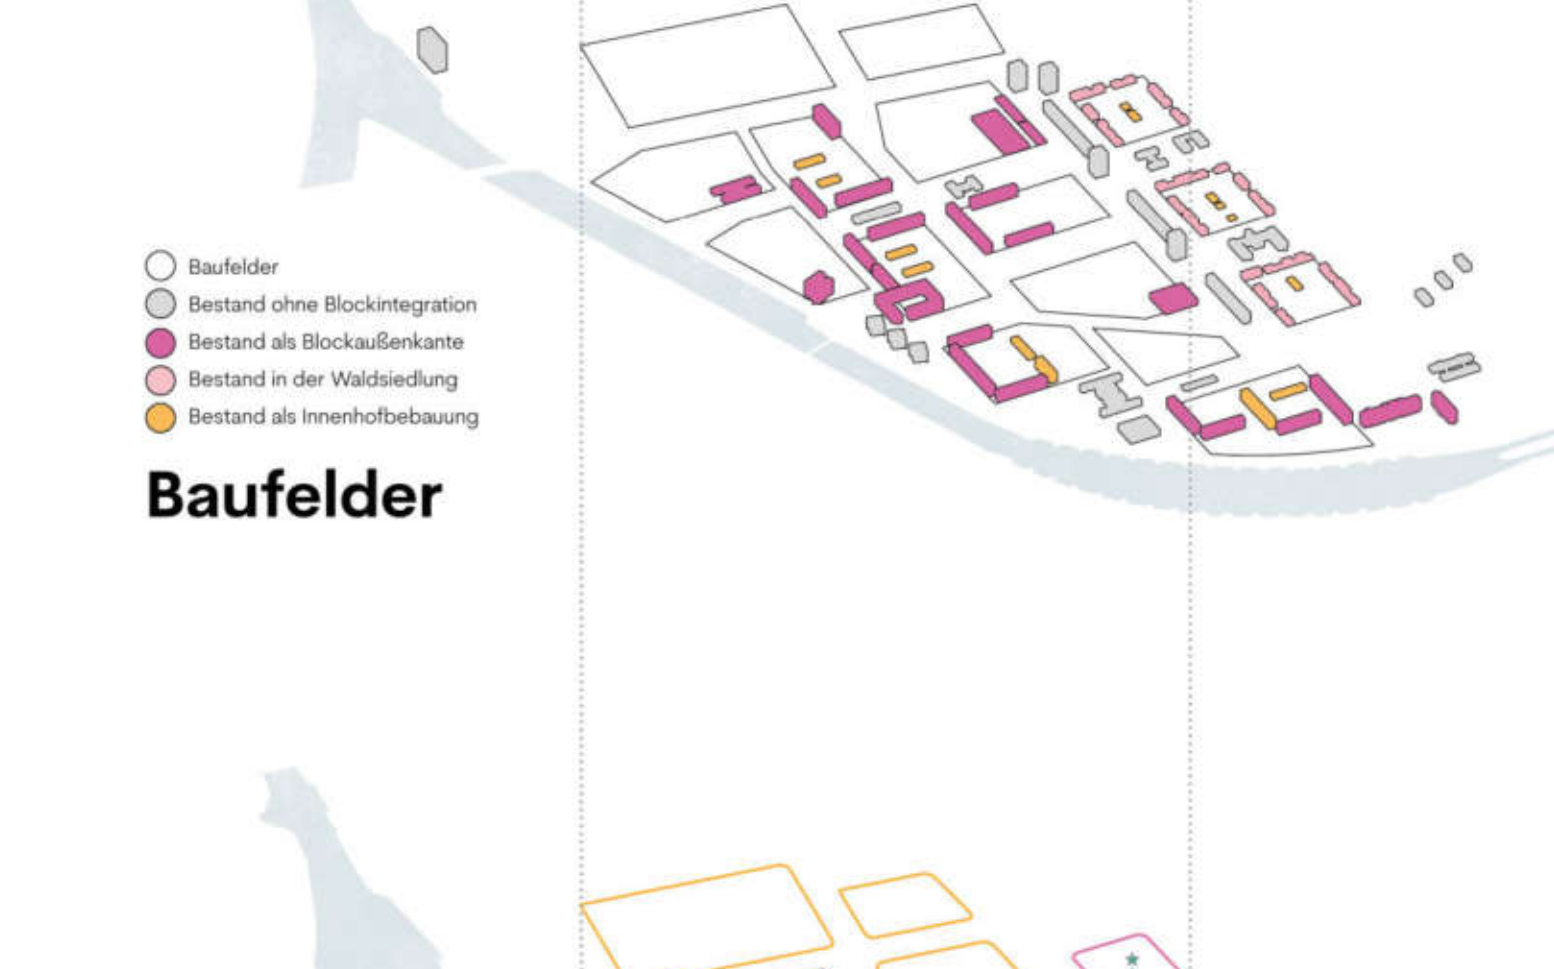 Baufelder
Bestand ohne Blockintegration
Bestand als Blockaußenkante
Bestand in der Waldsiedlung
Bestand als Innenhofbebauung
Baufelder